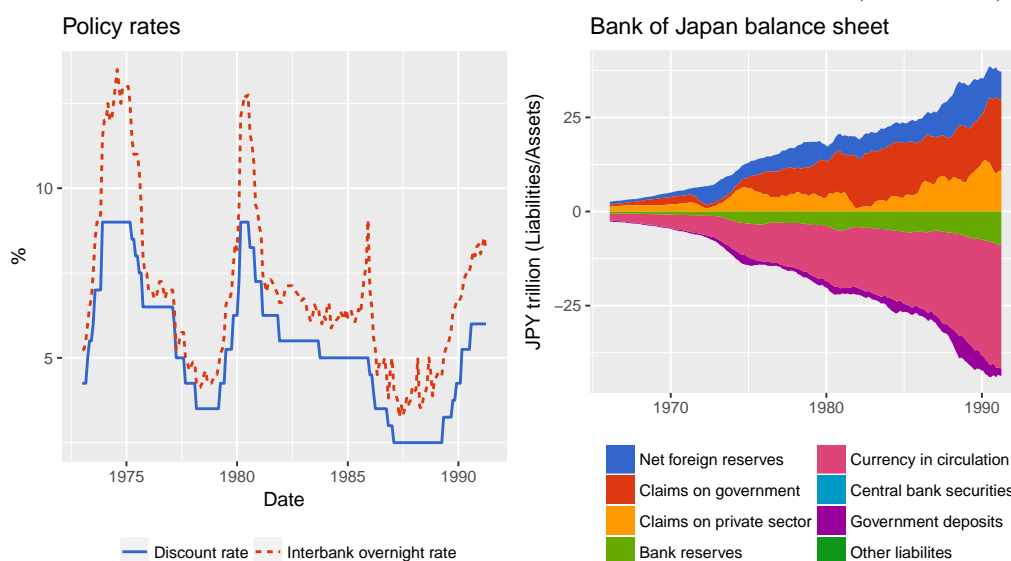 Policy rates
10
5
%
1975 1980 1985 1990
Date
Discount rate Interbank overnight rate
Bank of Japan balance sheet
25
0
−25
JPY trillion (Liabilities/Assets)
1970 1980 1990
Net foreign reserves Currency in circulation
Claims on government Central bank securities
Claims on private sector Government deposits
Bank reserves Other liabilites